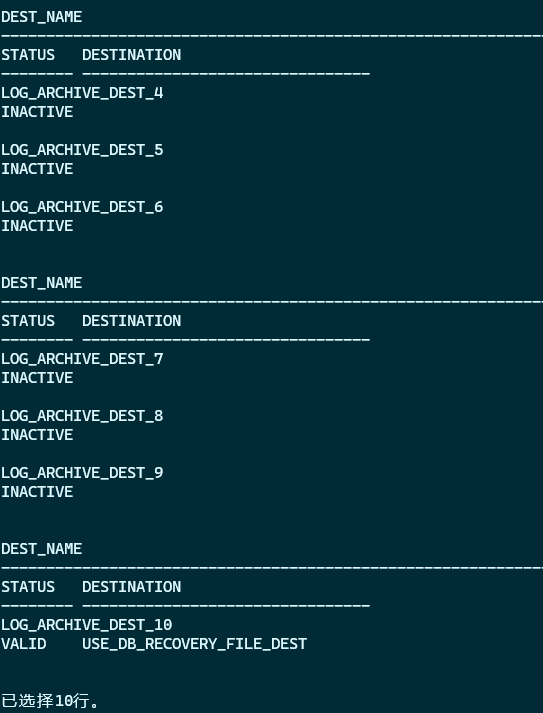 DEST_NAME
--------------------------------------------------------------------------------
STATUS   DESTINATION
-------- --------------------------------
LOG_ARCHIVE_DEST_4
INACTIVE
LOG_ARCHIVE_DEST_5
INACTIVE
LOG_ARCHIVE_DEST_6
INACTIVE
DEST_NAME
--------------------------------------------------------------------------------
STATUS   DESTINATION
-------- --------------------------------
LOG_ARCHIVE_DEST_7
INACTIVE
LOG_ARCHIVE_DEST_8
INACTIVE
LOG_ARCHIVE_DEST_9
INACTIVE
DEST_NAME
--------------------------------------------------------------------------------
STATUS   DESTINATION
-------- --------------------------------
LOG_ARCHIVE_DEST_10
VALID    USE_DB_RECOVERY_FILE_DEST
已选择10行。